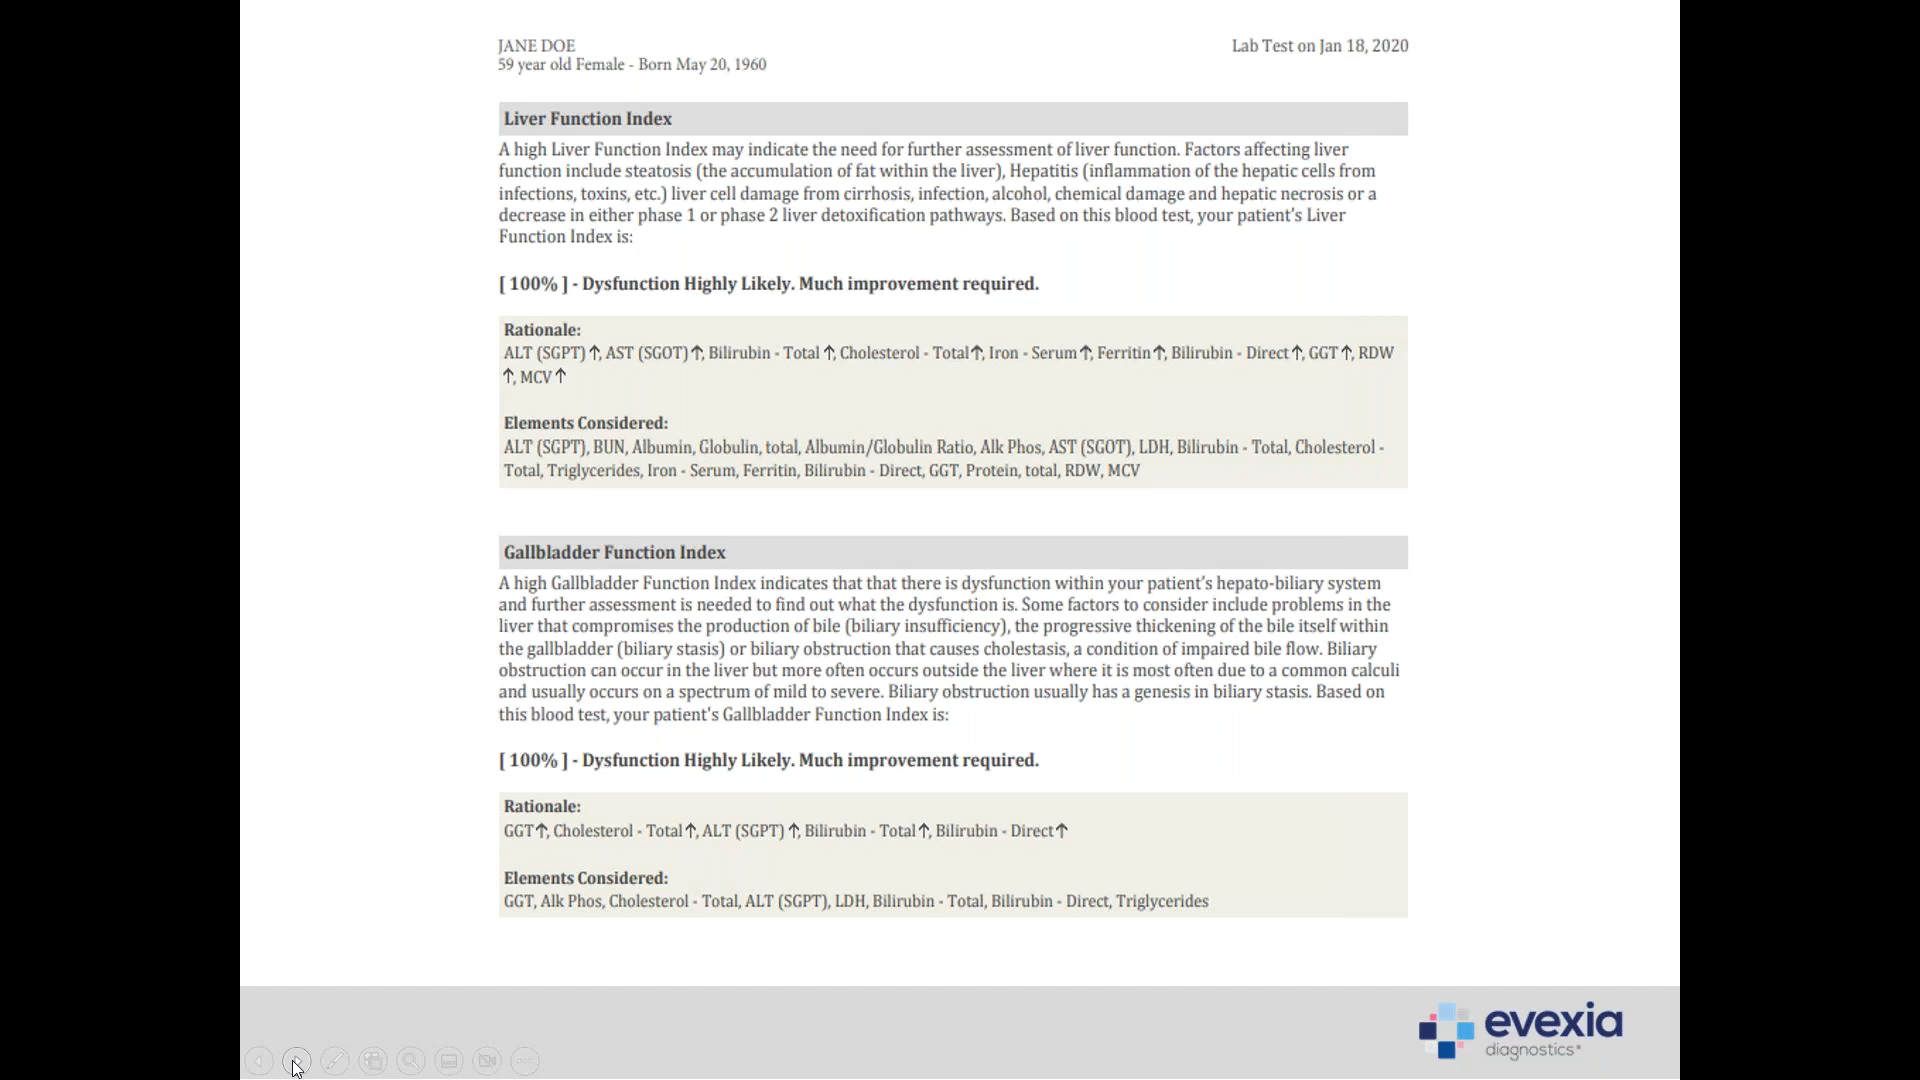 JANE DOE
Lab Test on Jan 18, 2020
59 year old Female - Born May 20, 1960
Liver Function Index
A high Liver Function Index may indicate the need for further assessment of liver function. Factors affecting liver
function include steatosis (the accumulation of fat within the liver), Hepatitis (inflammation of the hepatic cells from
infections, toxins, etc.) liver cell damage from cirrhosis, infection, alcohol, chemical damage and hepatic necrosis or a
decrease in either phase 1 or phase 2 liver detoxification pathways. Based on this blood test, your patient's Liver
Function Index is:
[ 100% ] - Dysfunction Highly Likely. Much improvement required.
Rationale:
ALT (SGPT) ↑, AST (SGOT) ↑, Bilirubin - Total ↑, Cholesterol - Total ↑, Iron - Serum ↑, Ferritin ↑, Bilirubin - Direct ↑, GGT ↑, RDW
↑, MCV ↑
Elements Considered:
ALT (SGPT), BUN, Albumin, Globulin, total, Albumin/Globulin Ratio, Alk Phos, AST (SGOT), LDH, Bilirubin - Total, Cholesterol -
Total, Triglycerides, Iron - Serum, Ferritin, Bilirubin - Direct, GGT, Protein, total, RDW, MCV
Gallbladder Function Index
A high Gallbladder Function Index indicates that that there is dysfunction within your patient's hepato-biliary system
and further assessment is needed to find out what the dysfunction is. Some factors to consider include problems in the
liver that compromises the production of bile (biliary insufficiency), the progressive thickening of the bile itself within
the gallbladder (biliary stasis) or biliary obstruction that causes cholestasis, a condition of impaired bile flow. Biliary
obstruction can occur in the liver but more often occurs outside the liver where it is most often due to a common calculi
and usually occurs on a spectrum of mild to severe. Biliary obstruction usually has a genesis in biliary stasis. Based on
this blood test, your patient's Gallbladder Function Index is:
[ 100% ] - Dysfunction Highly Likely. Much improvement required.
Rationale:
GGT ↑, Cholesterol - Total ↑, ALT (SGPT) ↑, Bilirubin - Total ↑, Bilirubin - Direct ↑
Elements Considered:
GGT, Alk Phos, Cholesterol - Total, ALT (SGPT), LDH, Bilirubin - Total, Bilirubin - Direct, Triglycerides
evexia
diagnostics